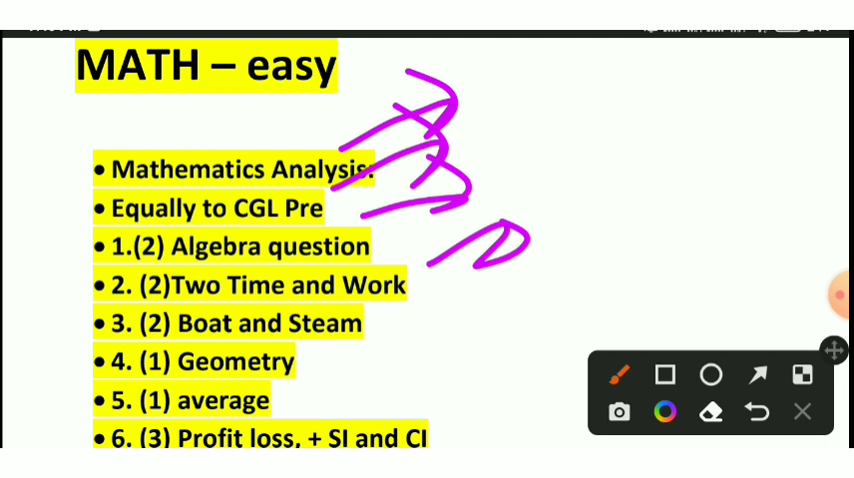 MATH – easy
• Mathematics Analysis:
• Equally to CGL Pre
• 1.(2) Algebra question
• 2. (2)Two Time and Work
• 3. (2) Boat and Steam
• 4. (1) Geometry
• 5. (1) average
• 6. (3) Profit loss, + SI and CI